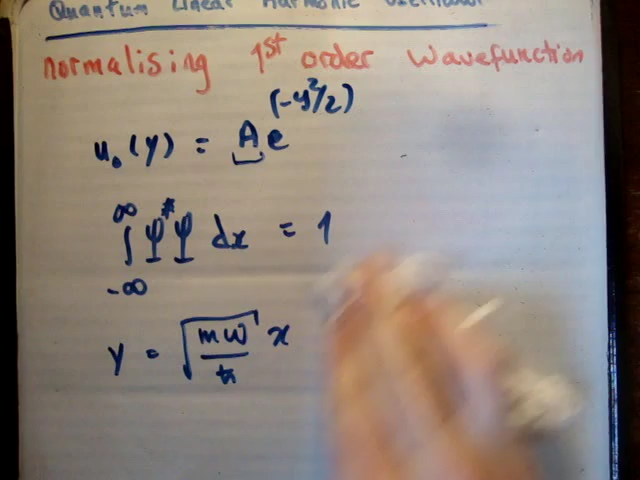 Quantum Linear Harmonic Oscillator
normalising 1st order wavefunction
u₀(y) = Ae^(-y²/2)
∫_{-∞}^{∞} ψ*ψ dx = 1
y = √(mω/ħ) x